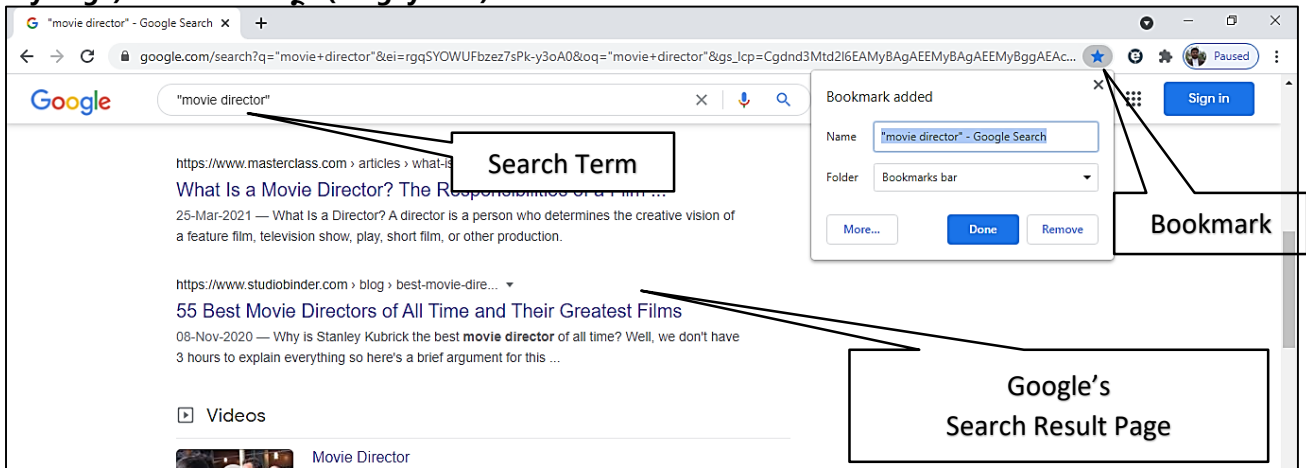 "movie director" - Google Search
google.com/search?q="movie+director"&ei=rgqSYOWUFbzez7sPk-y3oA0&oq="movie+director"&gs_lcp=Cgdnd3Mtd2l6EAMyBAgAEEMyBAgAEEMyBggAEAc...
Paused
Google
"movie director"
Bookmark added
Sign in
Name
"movie director" - Google Search
Folder
Bookmarks bar
More...
Done
Remove
Search Term
Bookmark
https://www.masterclass.com › articles › what-is
What Is a Movie Director? The Responsibilities of a Film ...
25-Mar-2021 — What Is a Director? A director is a person who determines the creative vision of
a feature film, television show, play, short film, or other production.
https://www.studiobinder.com › blog › best-movie-dire...
55 Best Movie Directors of All Time and Their Greatest Films
08-Nov-2020 — Why is Stanley Kubrick the best movie director of all time? Well, we don't have
3 hours to explain everything so here's a brief argument for this ...
Google's
Search Result Page
Videos
Movie Director